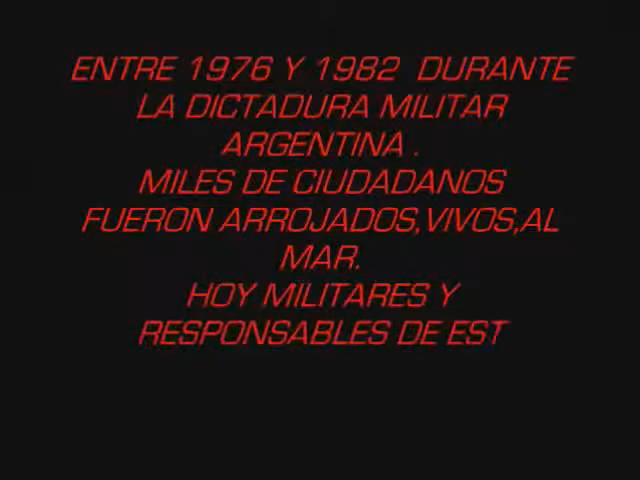 ENTRE 1976 Y 1982  DURANTE
LA DICTADURA MILITAR
ARGENTINA .
MILES DE CIUDADANOS
FUERON ARROJADOS,VIVOS,AL
MAR.
HOY MILITARES Y
RESPONSABLES DE EST